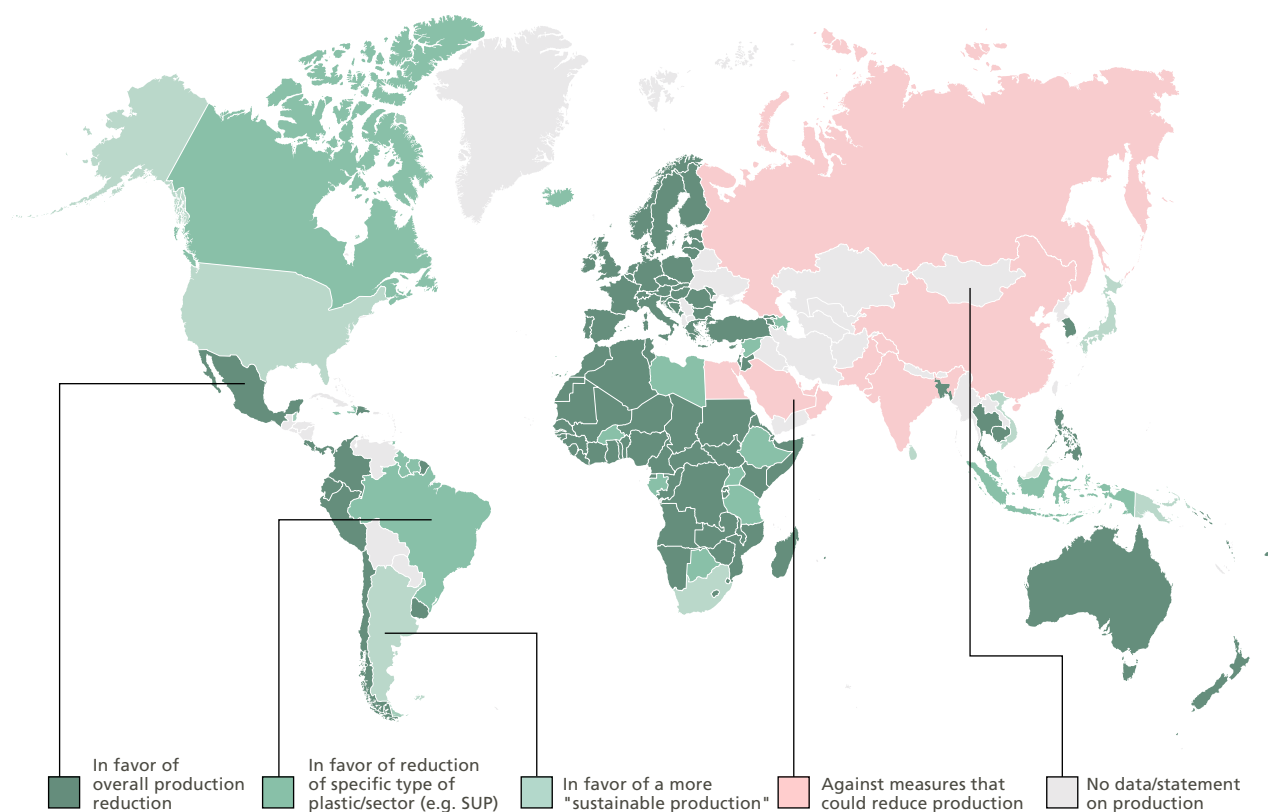 In favor of
overall production
reduction
In favor of reduction
of specific type of
plastic/sector (e.g. SUP)
In favor of a more
"sustainable production"
Against measures that
could reduce production
No data/statement
on production